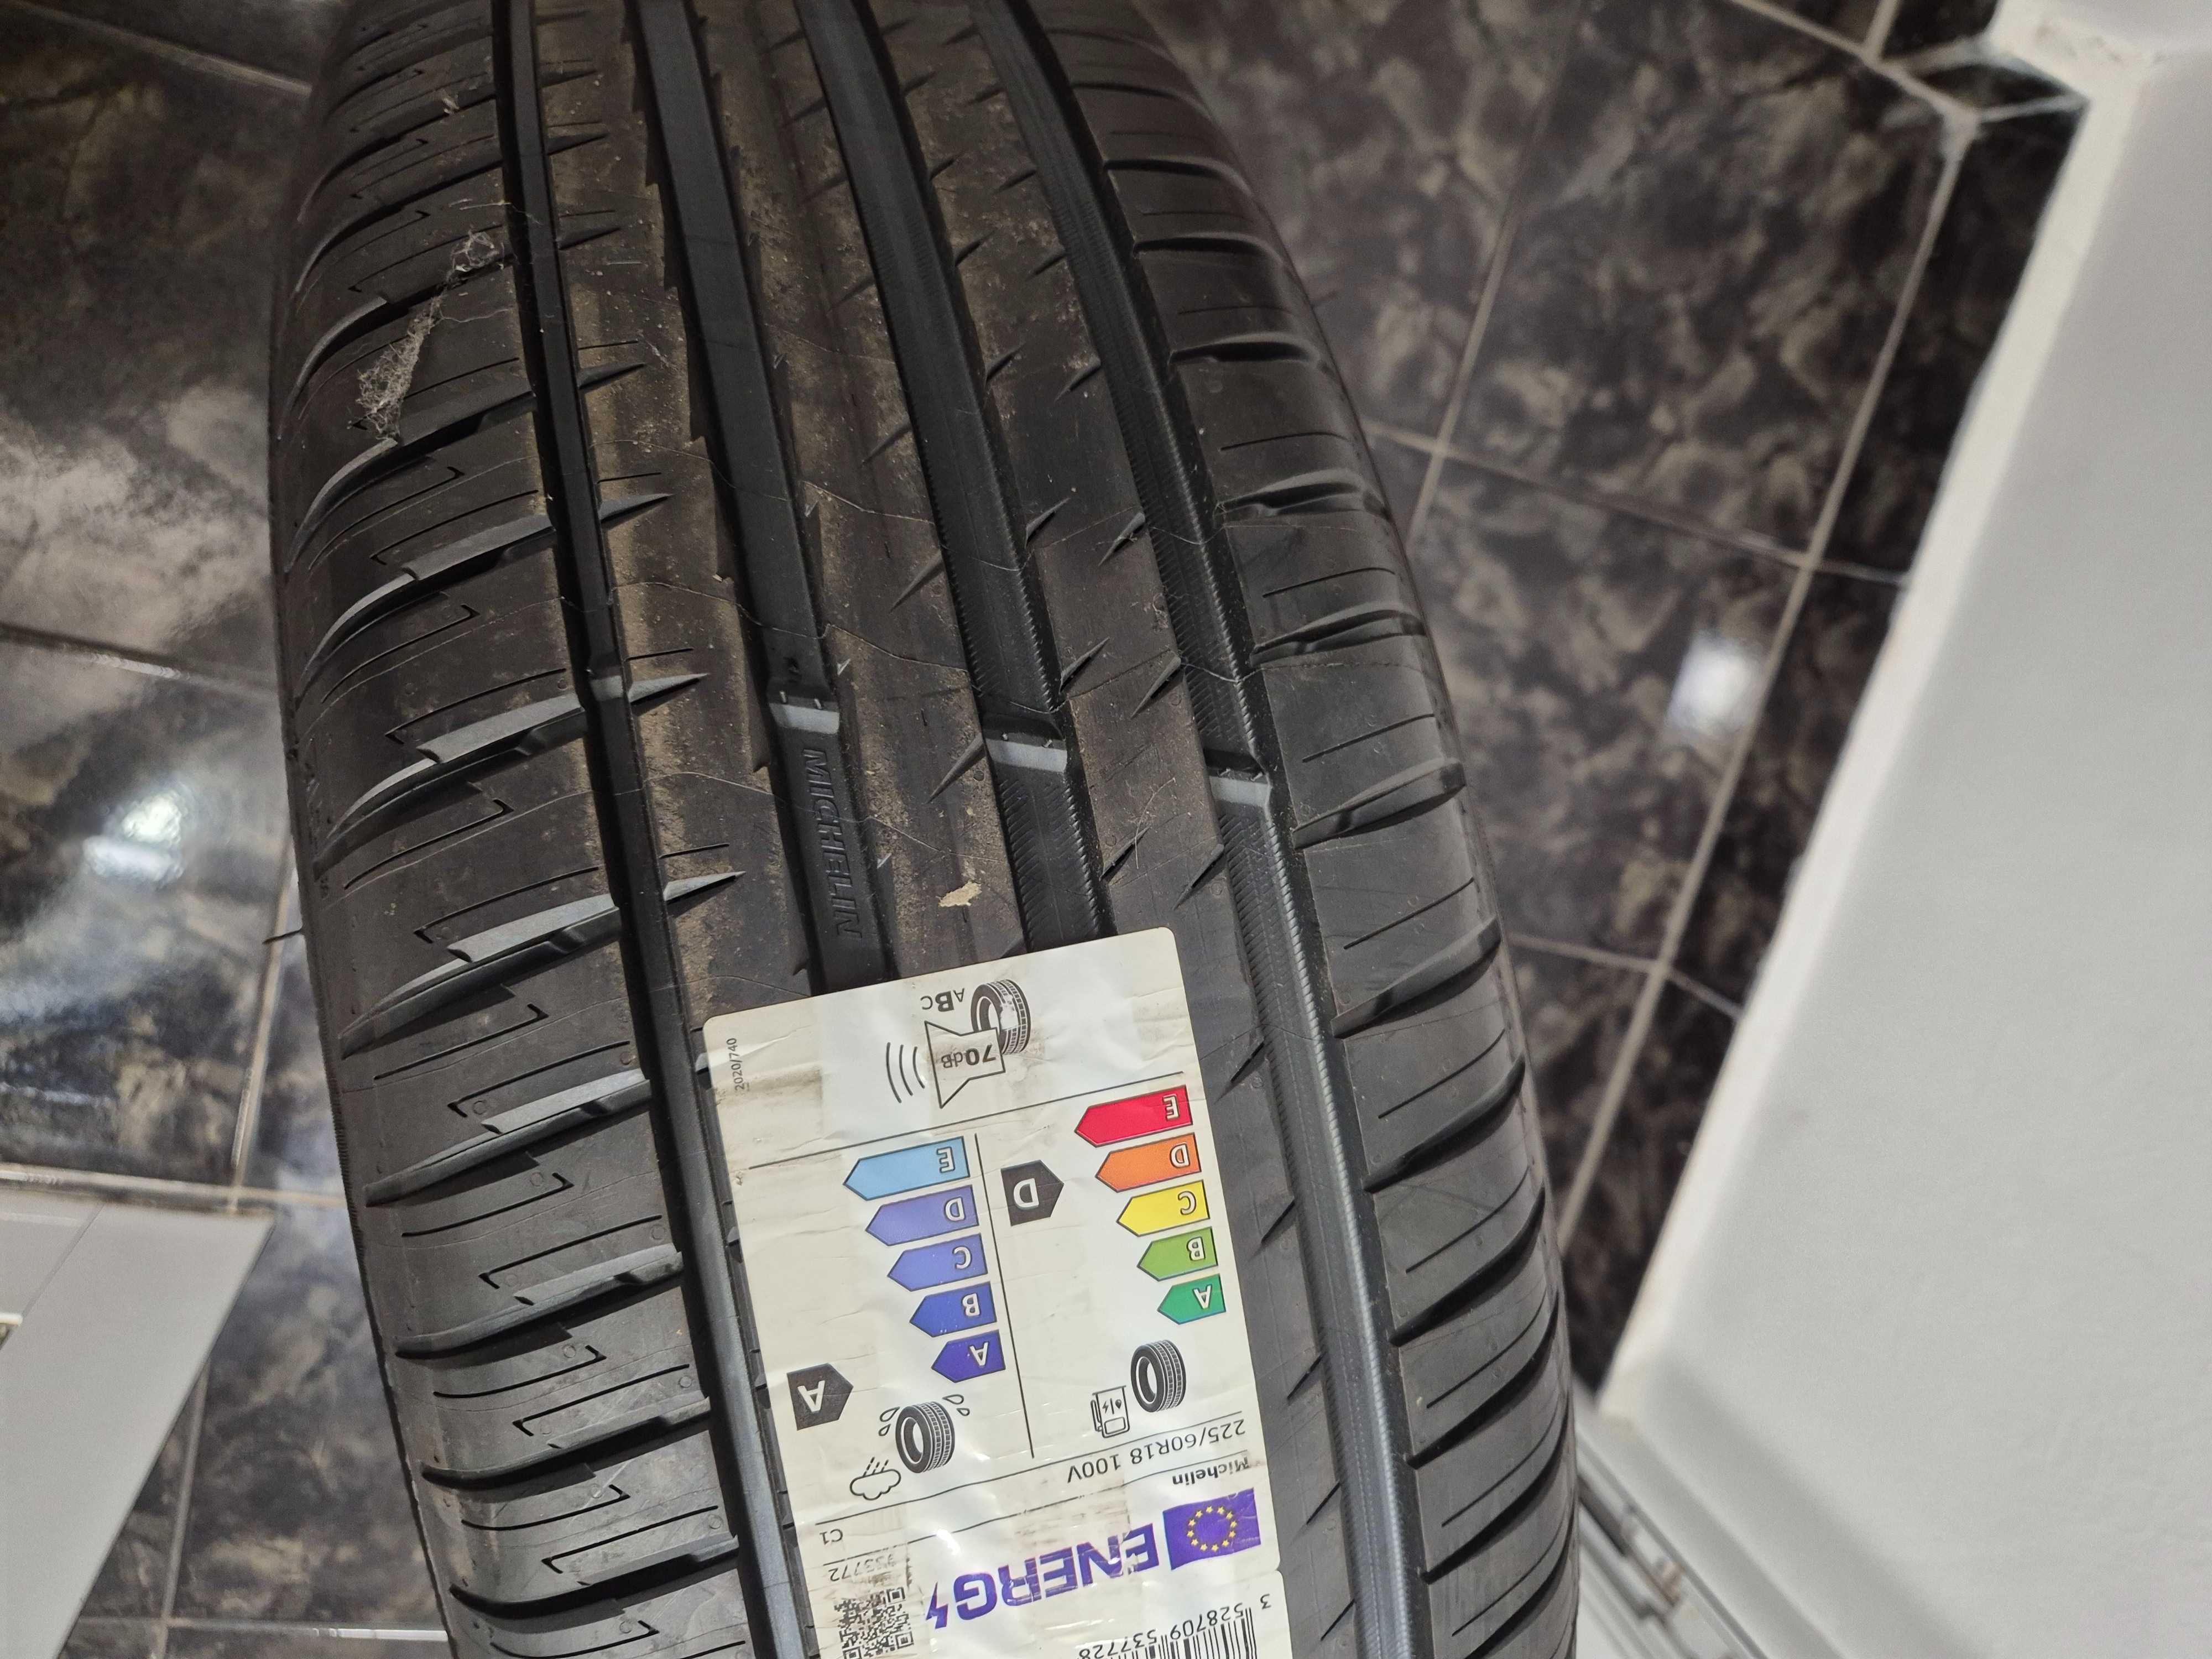 MICHELIN
3 528709 537728
ENERG
Michelin
225/60R18 100V
C1
A
B
C
D
E
D
A
B
C
D
E
A
70dB
ABC
2020/740